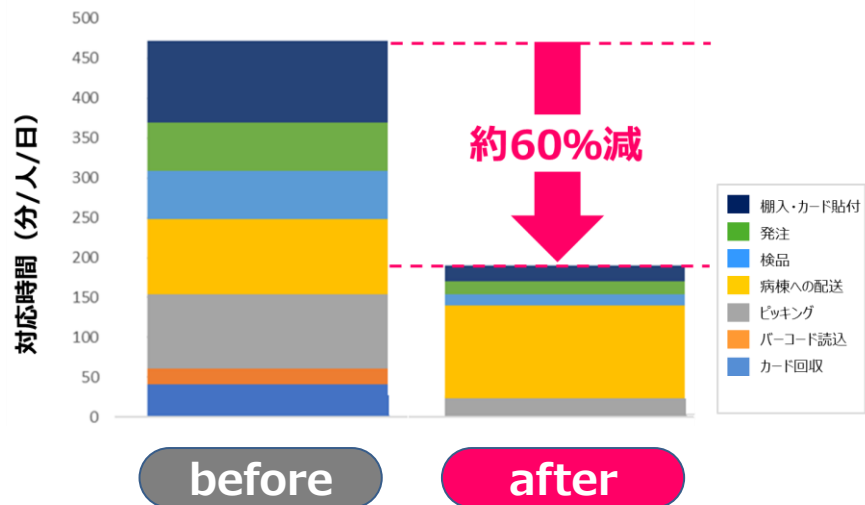 対応時間（分/人/日）
500
450
400
350
300
250
200
150
100
50
0
約60%減
棚入・カード貼付
発注
検品
病棟への配送
ピッキング
バーコード読込
カード回収
before
after